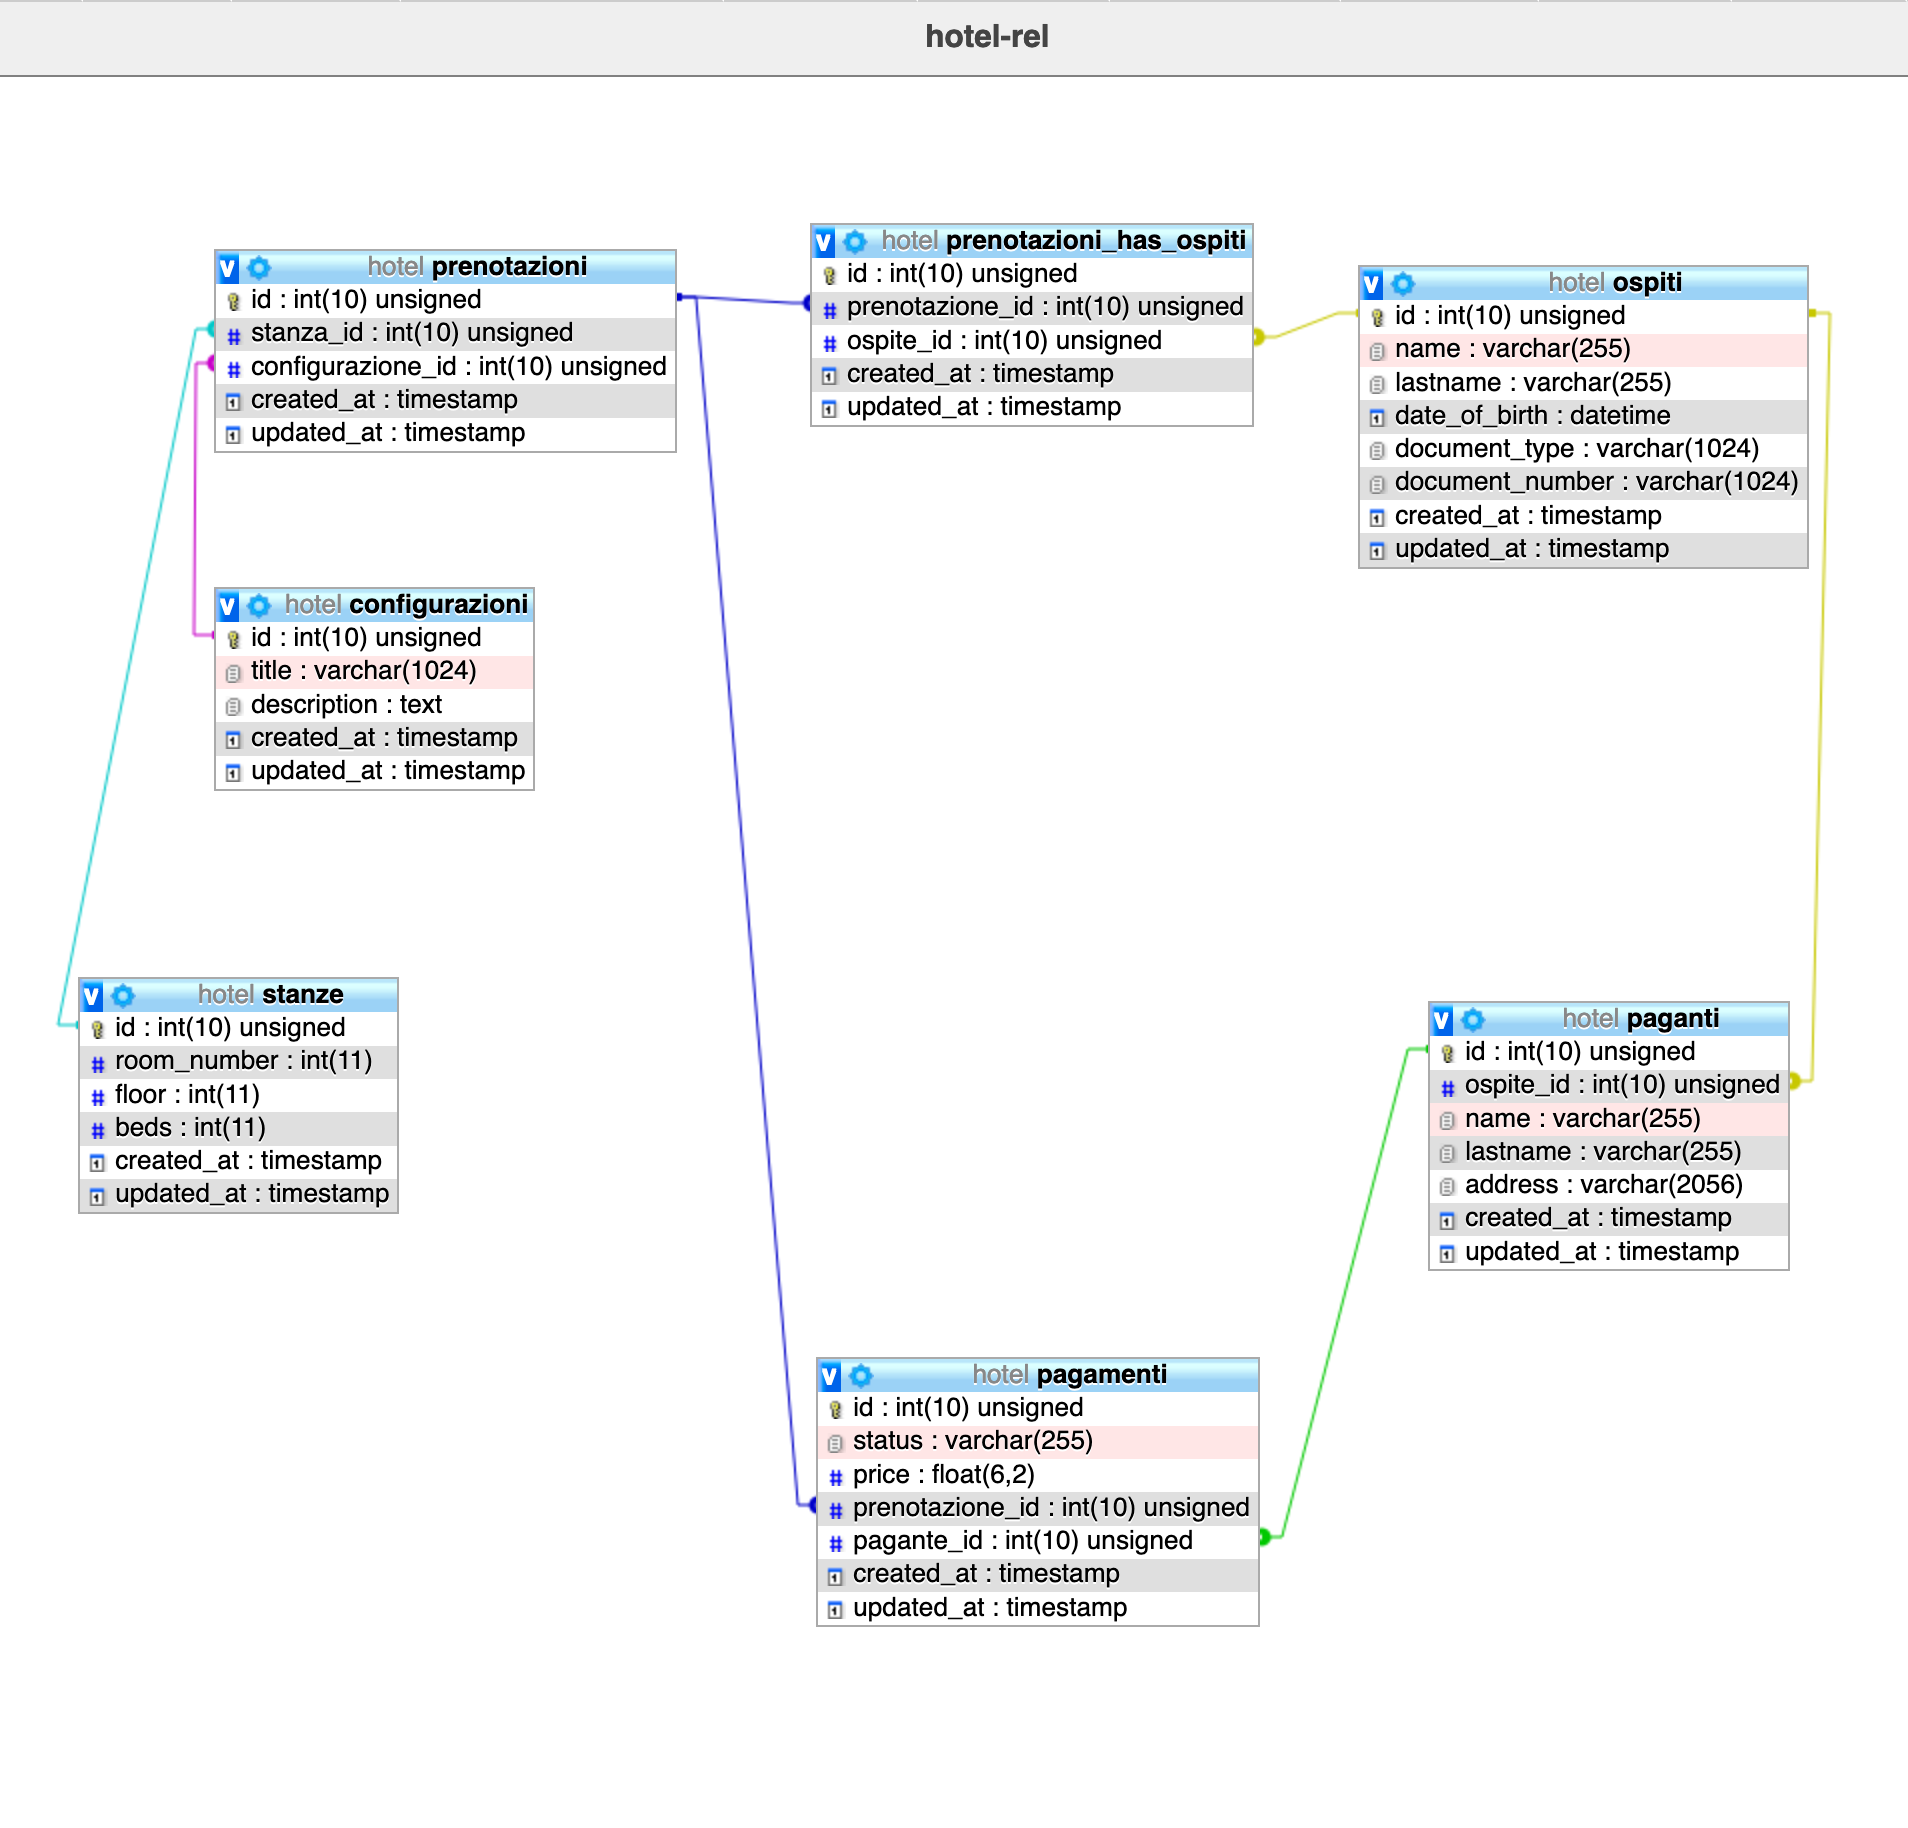 hotel-rel
hotel prenotazioni
id : int(10) unsigned
stanza_id : int(10) unsigned
configurazione_id : int(10) unsigned
created_at : timestamp
updated_at : timestamp
hotel prenotazioni_has_ospiti
id : int(10) unsigned
prenotazione_id : int(10) unsigned
ospite_id : int(10) unsigned
created_at : timestamp
updated_at : timestamp
hotel ospiti
id : int(10) unsigned
name : varchar(255)
lastname : varchar(255)
date_of_birth : datetime
document_type : varchar(1024)
document_number : varchar(1024)
created_at : timestamp
updated_at : timestamp
hotel configurazioni
id : int(10) unsigned
title : varchar(1024)
description : text
created_at : timestamp
updated_at : timestamp
hotel stanze
id : int(10) unsigned
room_number : int(11)
floor : int(11)
beds : int(11)
created_at : timestamp
updated_at : timestamp
hotel paganti
id : int(10) unsigned
ospite_id : int(10) unsigned
name : varchar(255)
lastname : varchar(255)
address : varchar(2056)
created_at : timestamp
updated_at : timestamp
hotel pagamenti
id : int(10) unsigned
status : varchar(255)
price : float(6,2)
prenotazione_id : int(10) unsigned
pagante_id : int(10) unsigned
created_at : timestamp
updated_at : timestamp